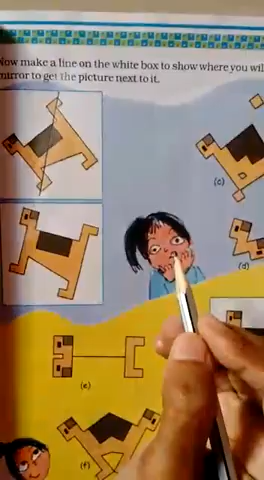 Now make a line on the white box to show where you will
mirror to get the picture next to it.
(c)
(d)
(e)
(f)